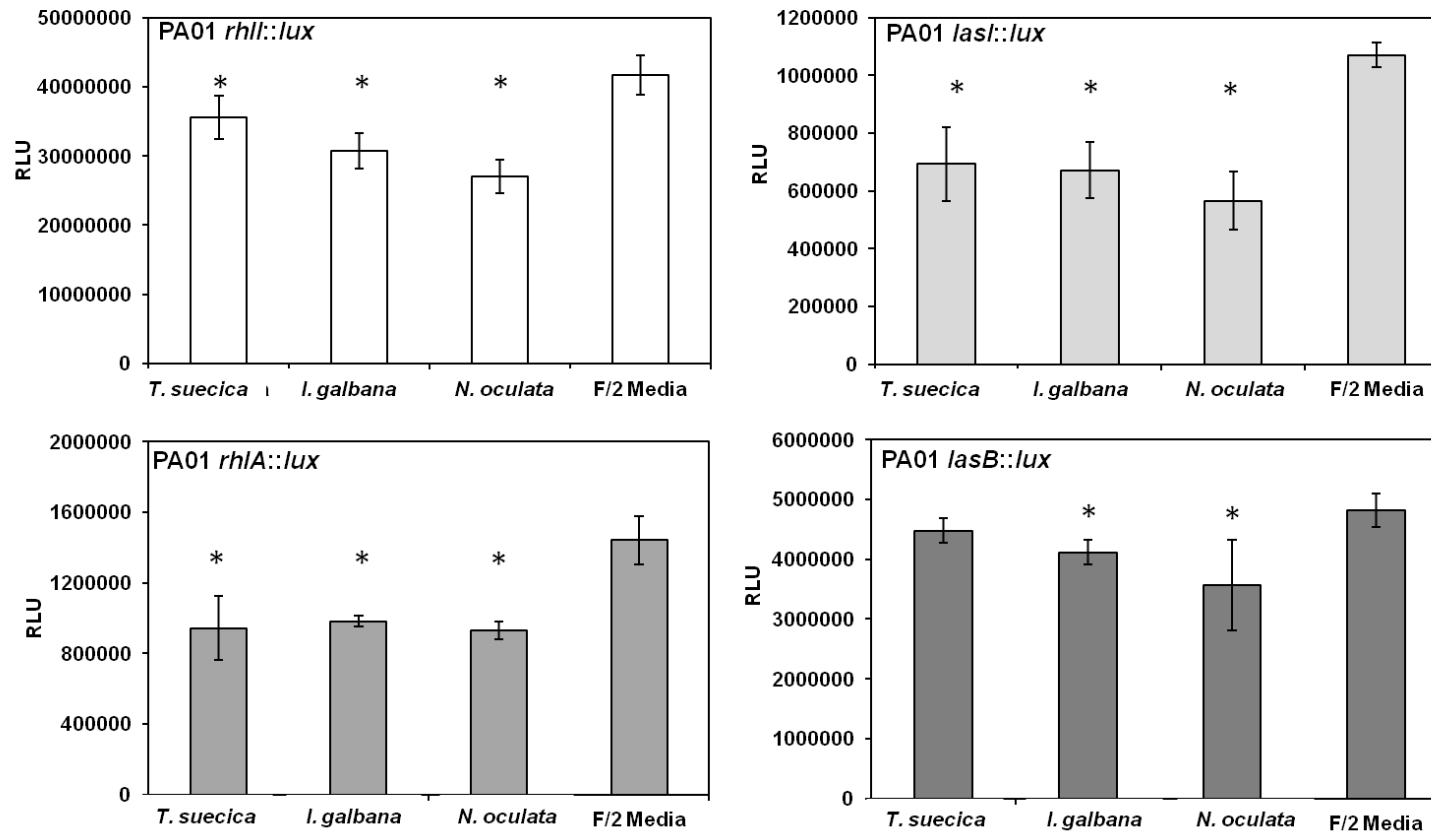 PA01 rhlI::lux
RLU
50000000
40000000
30000000
20000000
10000000
0
*
*
*
T. suecica ı
I. galbana
N. oculata
F/2 Media
PA01 lasI::lux
RLU
1200000
1000000
800000
600000
400000
200000
0
*
*
*
T. suecica
I. galbana
N. oculata
F/2 Media
PA01 rhlA::lux
RLU
2000000
1600000
1200000
800000
400000
0
*
*
*
T. suecica
I. galbana
N. oculata
F/2 Media
PA01 lasB::lux
RLU
6000000
5000000
4000000
3000000
2000000
1000000
0
*
*
T. suecica
I. galbana
N. oculata
F/2 Media